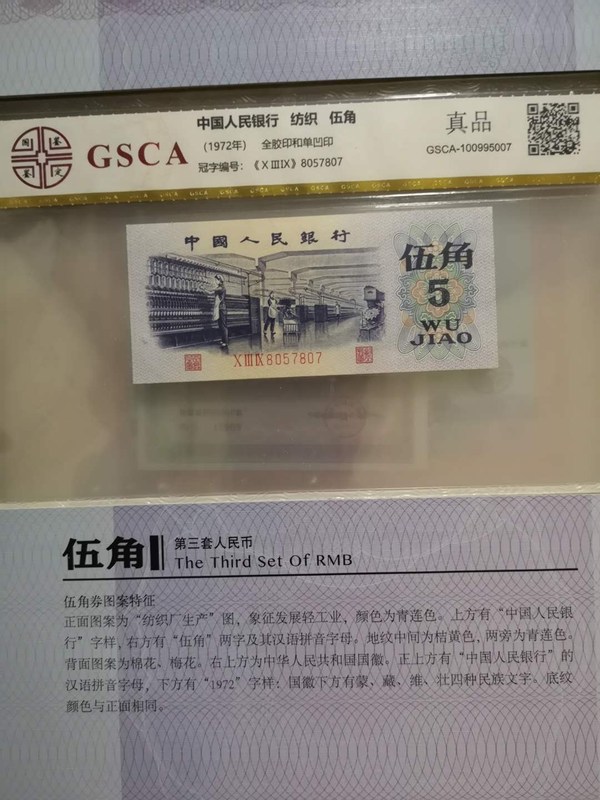 中国人民银行 纺织 伍角
真品
GSCA
（1972年） 全胶印和单凹印
GSCA-100995007
冠字编号：《XⅢⅨ》8057807
中國人民銀行
伍角
5
WU
JIAO
XⅢⅨ8057807
伍角
第三套人民币
The Third Set Of RMB
伍角券图案特征
正面图案为“纺织厂生产”图，象征发展轻工业，颜色为青莲色。上方有“中国人民银
行”字样，右方有“伍角”两字及其汉语拼音字母。地纹中间为桔黄色，两旁为青莲色。
背面图案为棉花、梅花。右上方为中华人民共和国国徽。正上方有“中国人民银行”的
汉语拼音字母，下方有“1972”字样：国徽下方有蒙、藏、维、壮四种民族文字。底纹
颜色与正面相同。